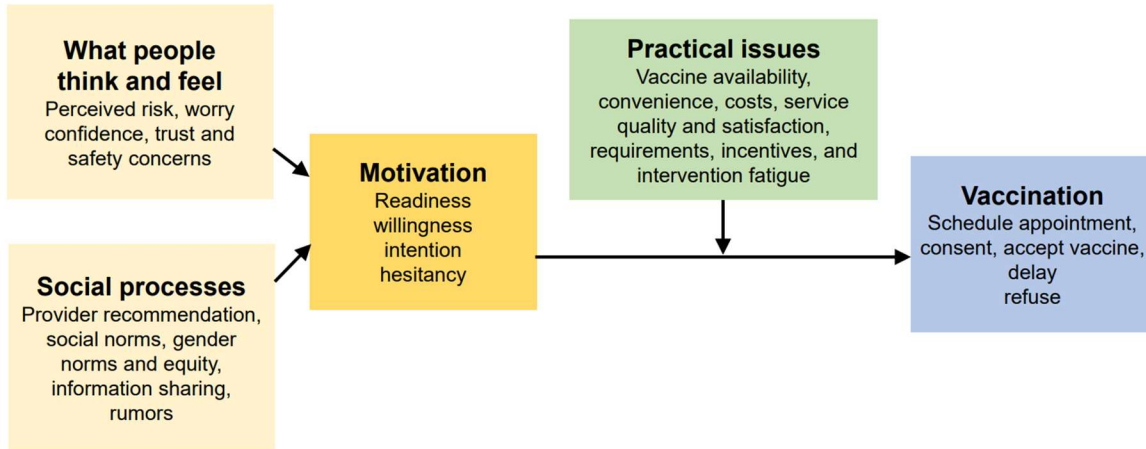 What people
think and feel
Perceived risk, worry
confidence, trust and
safety concerns
Social processes
Provider recommendation,
social norms, gender
norms and equity,
information sharing,
rumors
Motivation
Readiness
willingness
intention
hesitancy
Practical issues
Vaccine availability,
convenience, costs, service
quality and satisfaction,
requirements, incentives, and
intervention fatigue
Vaccination
Schedule appointment,
consent, accept vaccine,
delay
refuse